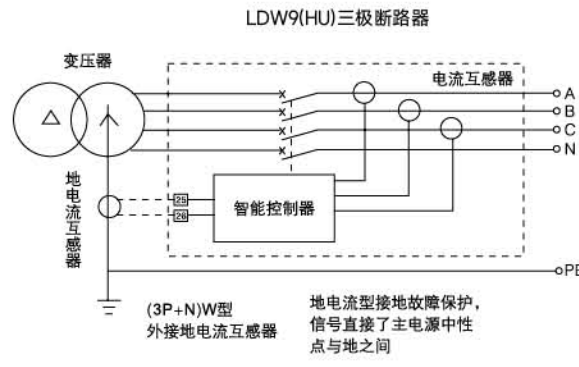 LDW9(HU)三极断路器
变压器
电流互感器
A
B
C
N
地电流互感器
25
26
智能控制器
PE
(3P+N)W型
外接地电流互感器
地电流型接地故障保护，
信号直接了主电源中性
点与地之间